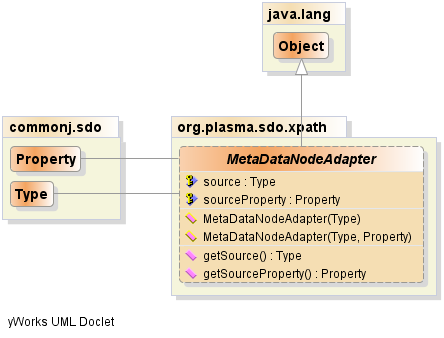 java.lang
Object
commonj.sdo
Property
Type
org.plasma.sdo.xpath
MetaDataNodeAdapter
source : Type
sourceProperty : Property
MetaDataNodeAdapter(Type)
MetaDataNodeAdapter(Type, Property)
getSource() : Type
getSourceProperty() : Property
yWorks UML Doclet